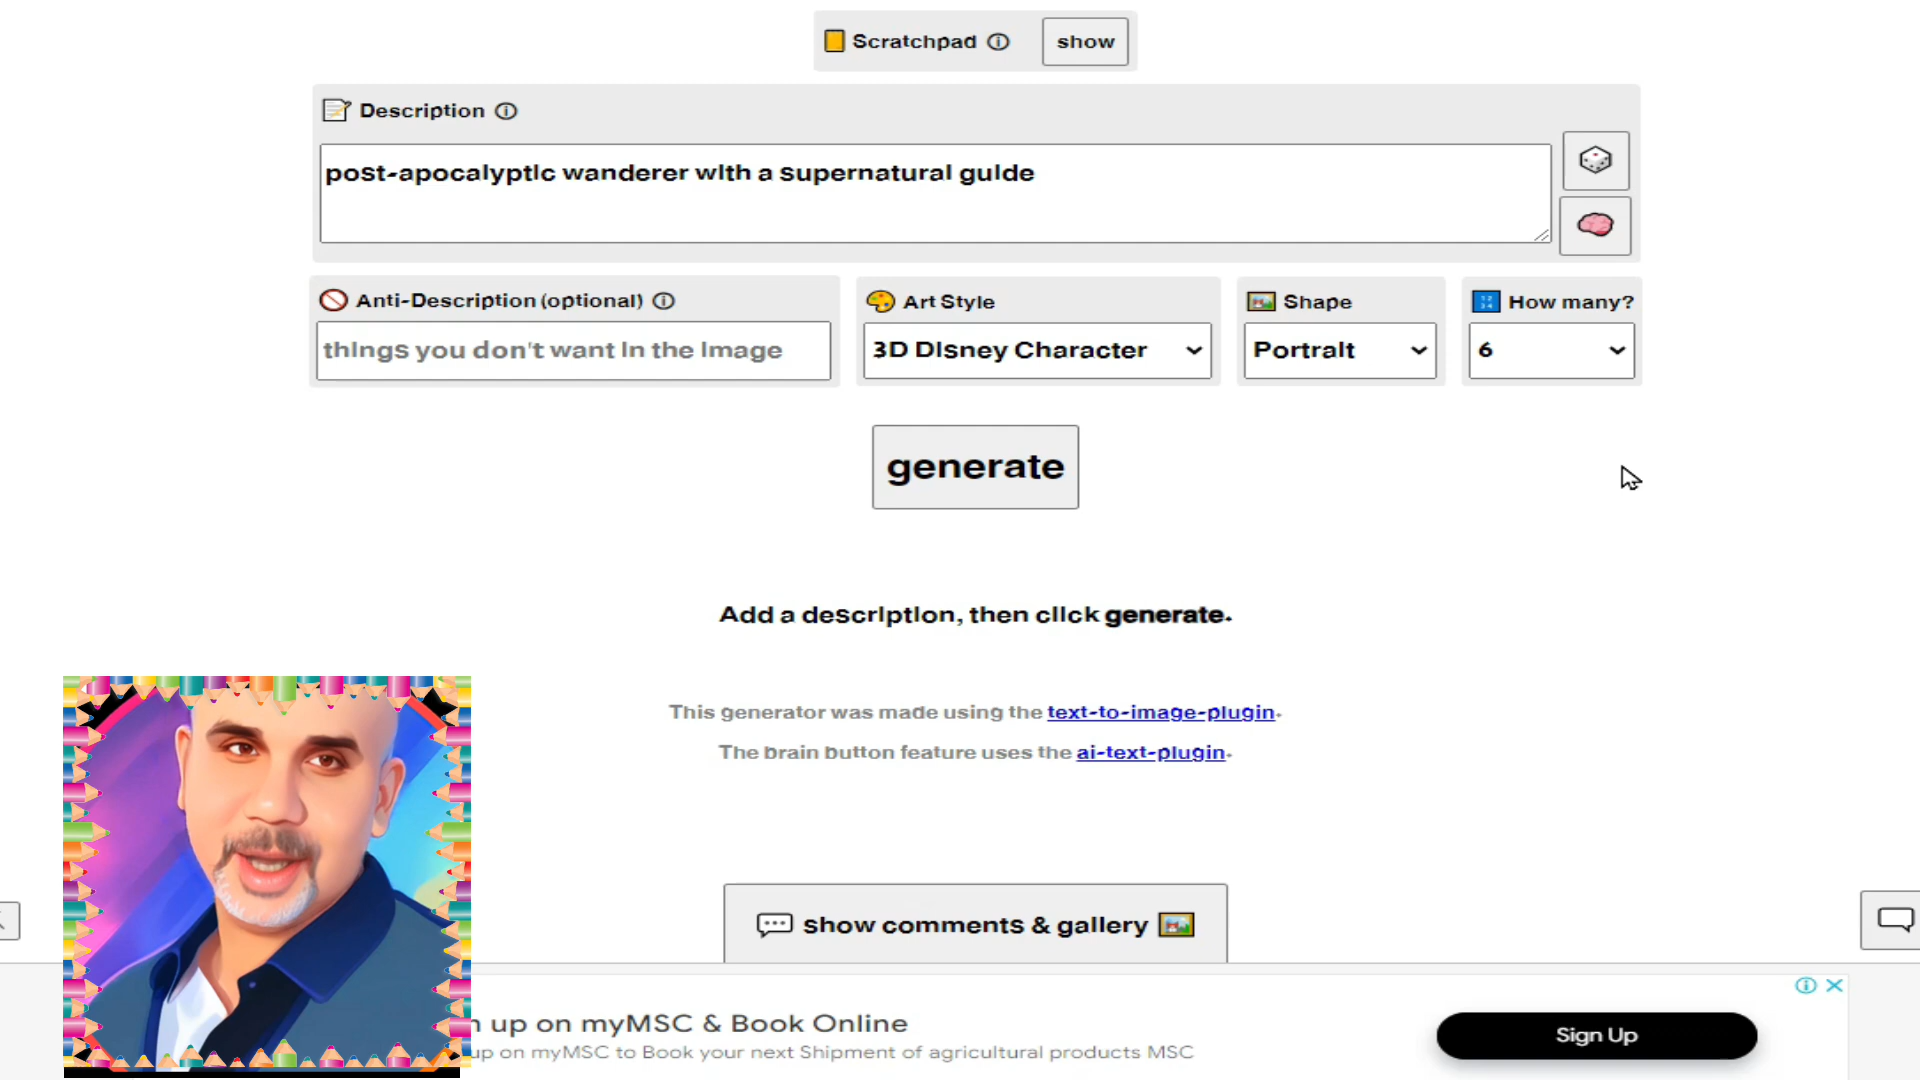 Scratchpad
show
Description
post-apocalyptic wanderer with a supernatural guide
Anti-Description (optional)
Art Style
Shape
How many?
things you don't want in the image
3D Disney Character
Portrait
6
generate
Add a description, then click generate.
This generator was made using the text-to-image-plugin.
The brain button feature uses the ai-text-plugin.
show comments & gallery
up on myMSC & Book Online
up on myMSC to Book your next Shipment of agricultural products MSC
Sign Up